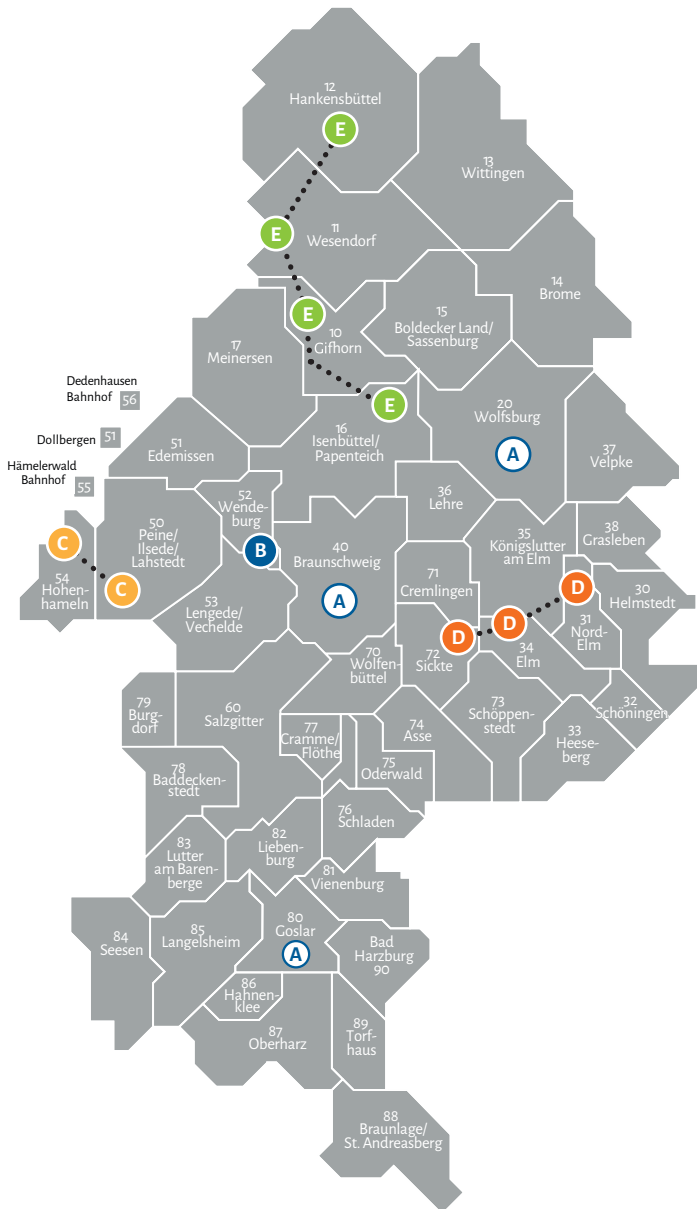 12
Hankensbüttel
E
13
Wittingen
E
11
Wesendorf
14
Brome
E
10
Gifhorn
15
Boldecker Land/
Sassenburg
17
Meinersen
Dedenhausen
Bahnhof 56
E
20
Wolfsburg
A
16
Isenbüttel/
Papenteich
Dollbergen 51
51
Edemissen
37
Velpke
Hämelerwald
Bahnhof
55
52
Wende-
burg
36
Lehre
50
Peine/
Ilsede/
Lahstedt
35
Königslutter
am Elm
38
Grasleben
C
B
40
Braunschweig
A
54
Hohen-
hameln
C
71
Cremlingen
D
30
Helmstedt
53
Lengede/
Vechelde
31
Nord-
Elm
D
D
34
Elm
72
Sickte
70
Wolfen-
büttel
79
Burg-
dorf
60
Salzgitter
73
Schöppen-
stedt
32
Schöningen
33
Heese-
berg
77
Cramme/
Flöthe
74
Asse
75
Oderwald
78
Baddecken-
stedt
76
Schladen
82
Lieben-
burg
83
Lutter
am Baren-
berge
81
Vienenburg
84
Seesen
85
Langelsheim
80
Goslar
A
Bad
Harzburg
90
86
Hahnen-
klee
87
Oberharz
89
Torf-
haus
88
Braunlage/
St. Andreasberg